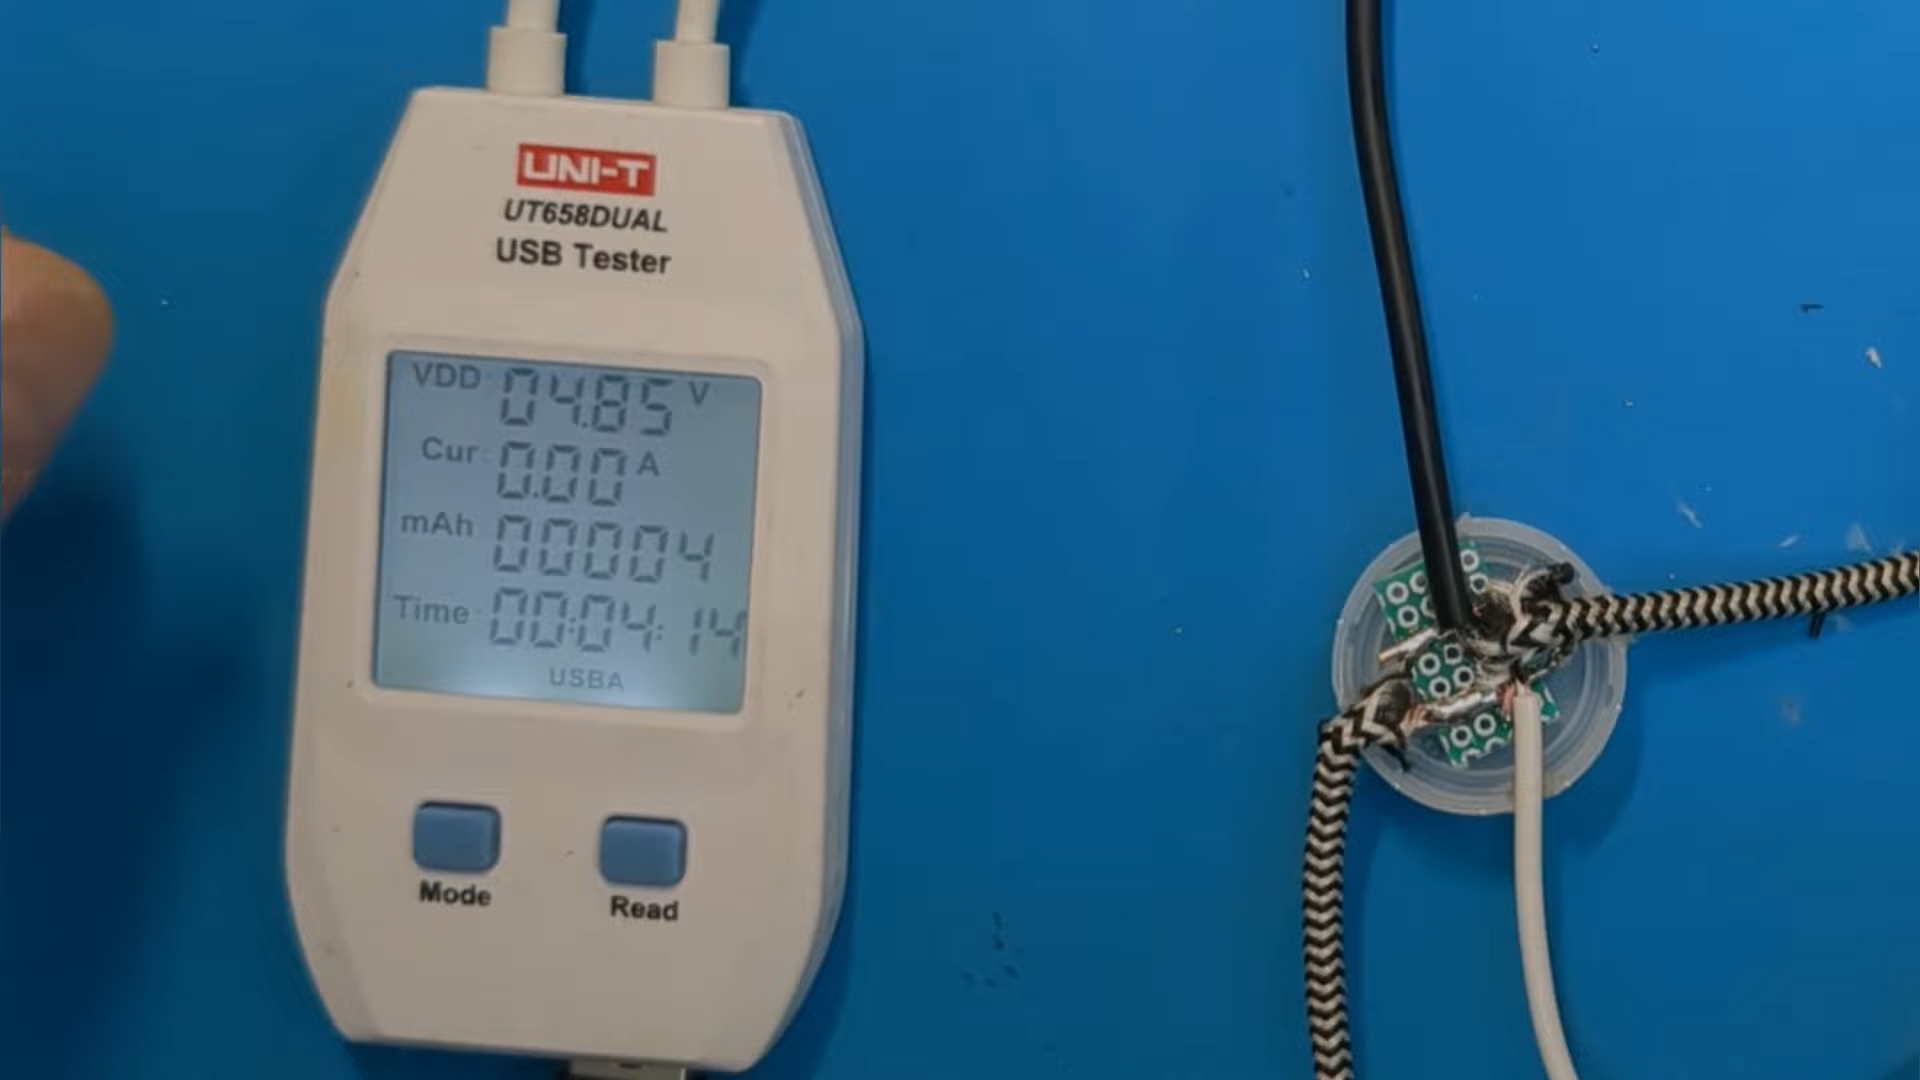 UNI-T
UT658DUAL
USB Tester
VDD: 04.85 V
Cur: 0.00 A
mAh 00004
Time 00:04:14
USBA
Mode
Read